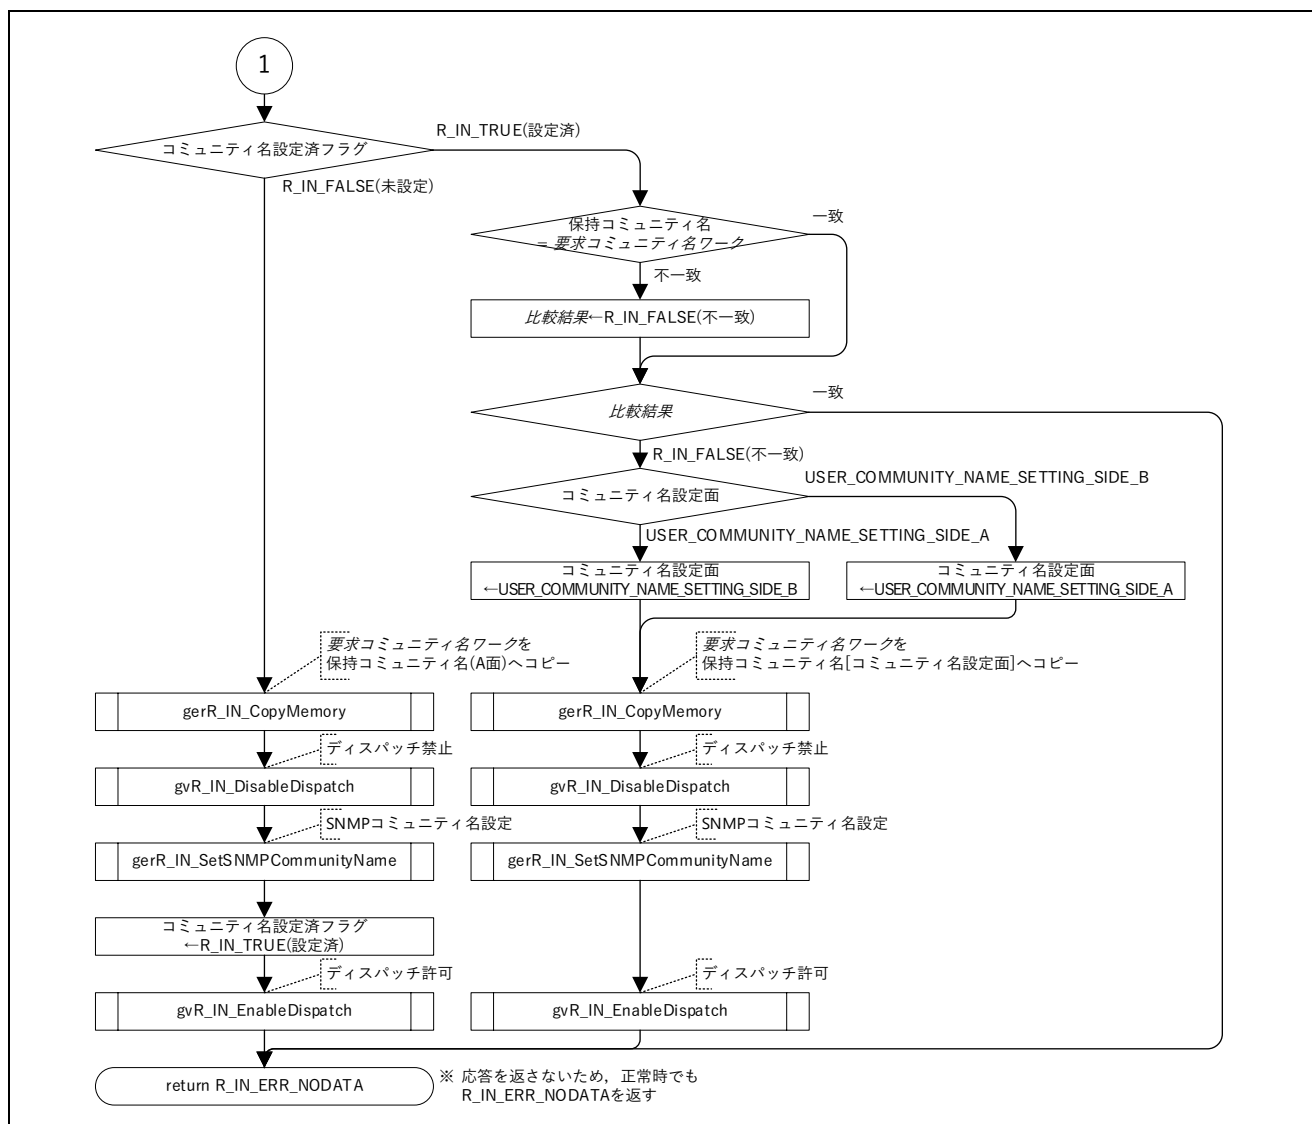 1
コミュニティ名設定済フラグ
R_IN_TRUE(設定済)
R_IN_FALSE(未設定)
保持コミュニティ名
= 要求コミュニティ名ワーク
一致
不一致
比較結果←R_IN_FALSE(不一致)
比較結果
一致
R_IN_FALSE(不一致)
コミュニティ名設定面
USER_COMMUNITY_NAME_SETTING_SIDE_B
USER_COMMUNITY_NAME_SETTING_SIDE_A
コミュニティ名設定面
←USER_COMMUNITY_NAME_SETTING_SIDE_B
コミュニティ名設定面
←USER_COMMUNITY_NAME_SETTING_SIDE_A
要求コミュニティ名ワークを
保持コミュニティ名(A面)へコピー
要求コミュニティ名ワークを
保持コミュニティ名[コミュニティ名設定面]へコピー
gerR_IN_CopyMemory
gerR_IN_CopyMemory
ディスパッチ禁止
ディスパッチ禁止
gvR_IN_DisableDispatch
gvR_IN_DisableDispatch
SNMPコミュニティ名設定
SNMPコミュニティ名設定
gerR_IN_SetSNMPCommunityName
gerR_IN_SetSNMPCommunityName
コミュニティ名設定済フラグ
←R_IN_TRUE(設定済)
ディスパッチ許可
ディスパッチ許可
gvR_IN_EnableDispatch
gvR_IN_EnableDispatch
return R_IN_ERR_NODATA
※ 応答を返さないため，正常時でも
R_IN_ERR_NODATAを返す